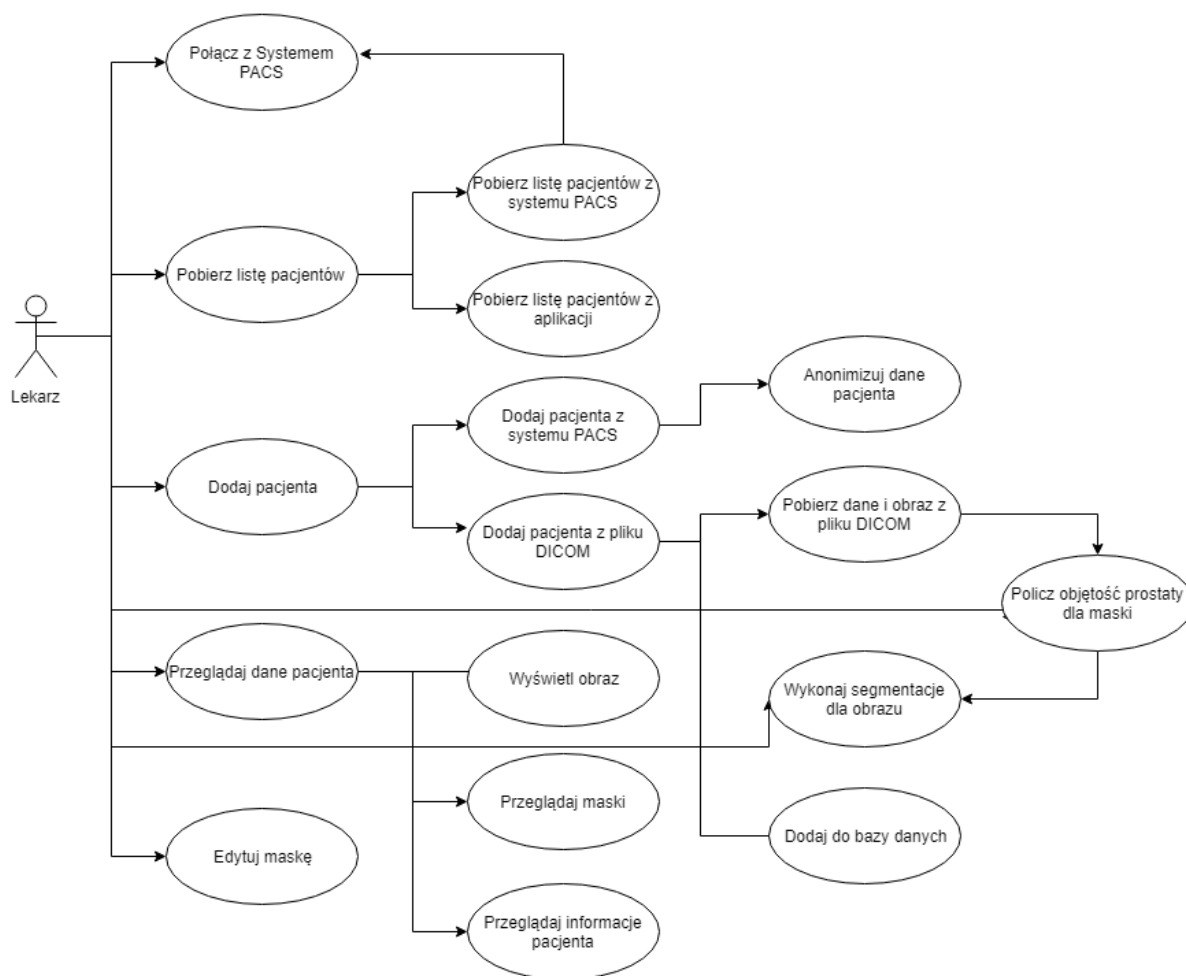 Połącz z Systemem
PACS
Pobierz listę pacjentów z
systemu PACS
Pobierz listę pacjentów
Pobierz listę pacjentów z
aplikacji
Lekarz
Anonimizuj dane
pacjenta
Dodaj pacjenta z
systemu PACS
Dodaj pacjenta
Dodaj pacjenta z pliku
DICOM
Pobierz dane i obraz z
pliku DICOM
Policz objętość prostaty
dla maski
Przeglądaj dane pacjenta
Wyświetl obraz
Wykonaj segmentacje
dla obrazu
Przeglądaj maski
Edytuj maskę
Dodaj do bazy danych
Przeglądaj informacje
pacjenta